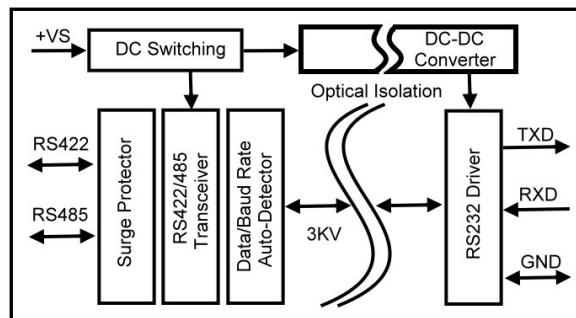 +VS
DC Switching
DC-DC
Converter
Optical Isolation
RS422
RS485
Surge Protector
RS422/485
Transceiver
Data/Baud Rate
Auto-Detector
3KV
RS232 Driver
TXD
RXD
GND